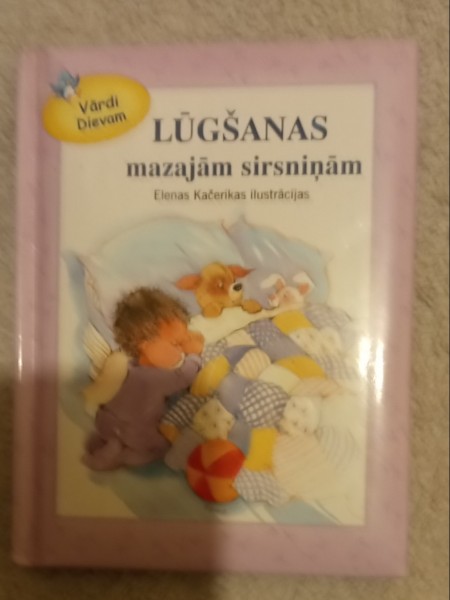 Vārdi
Dievam
LŪGŠANAS
mazajām sirsniņām
Elenas Kačerikas ilustrācijas